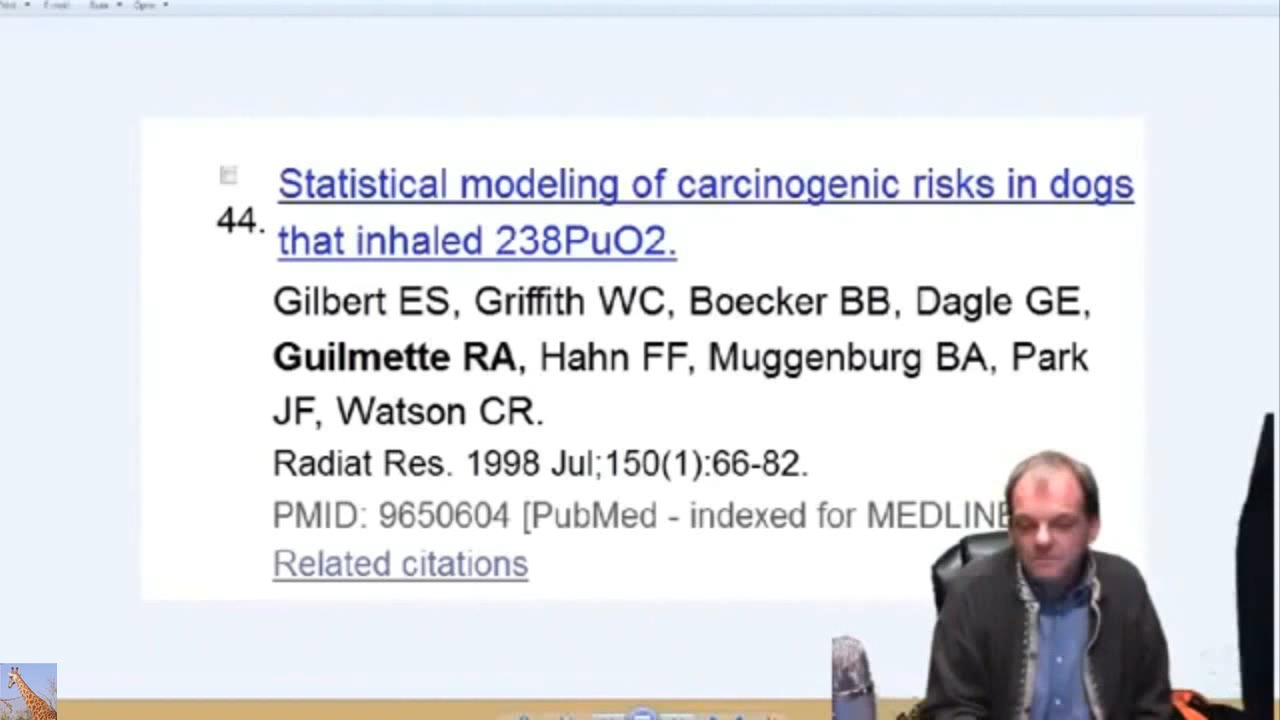 44.
Statistical modeling of carcinogenic risks in dogs
that inhaled 238PuO2.
Gilbert ES, Griffith WC, Boecker BB, Dagle GE,
Guilmette RA, Hahn FF, Muggenburg BA, Park
JF, Watson CR.
Radiat Res. 1998 Jul;150(1):66-82.
PMID: 9650604 [PubMed - indexed for MEDLINE
Related citations